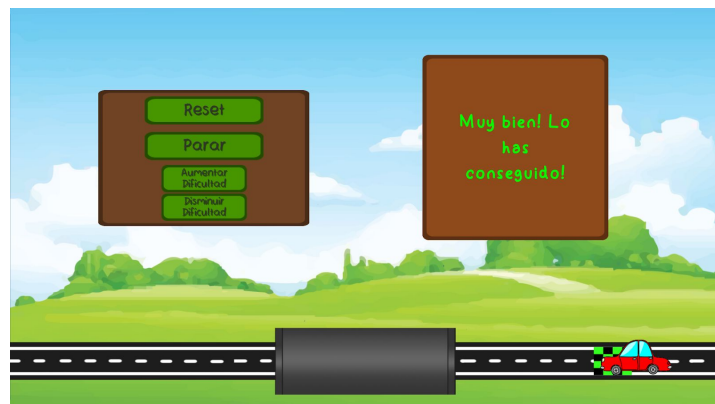 Reset
Parar
Aumentar
Dificultad
Disminuir
Dificultad
Muy bien! Lo
has
conseguido!